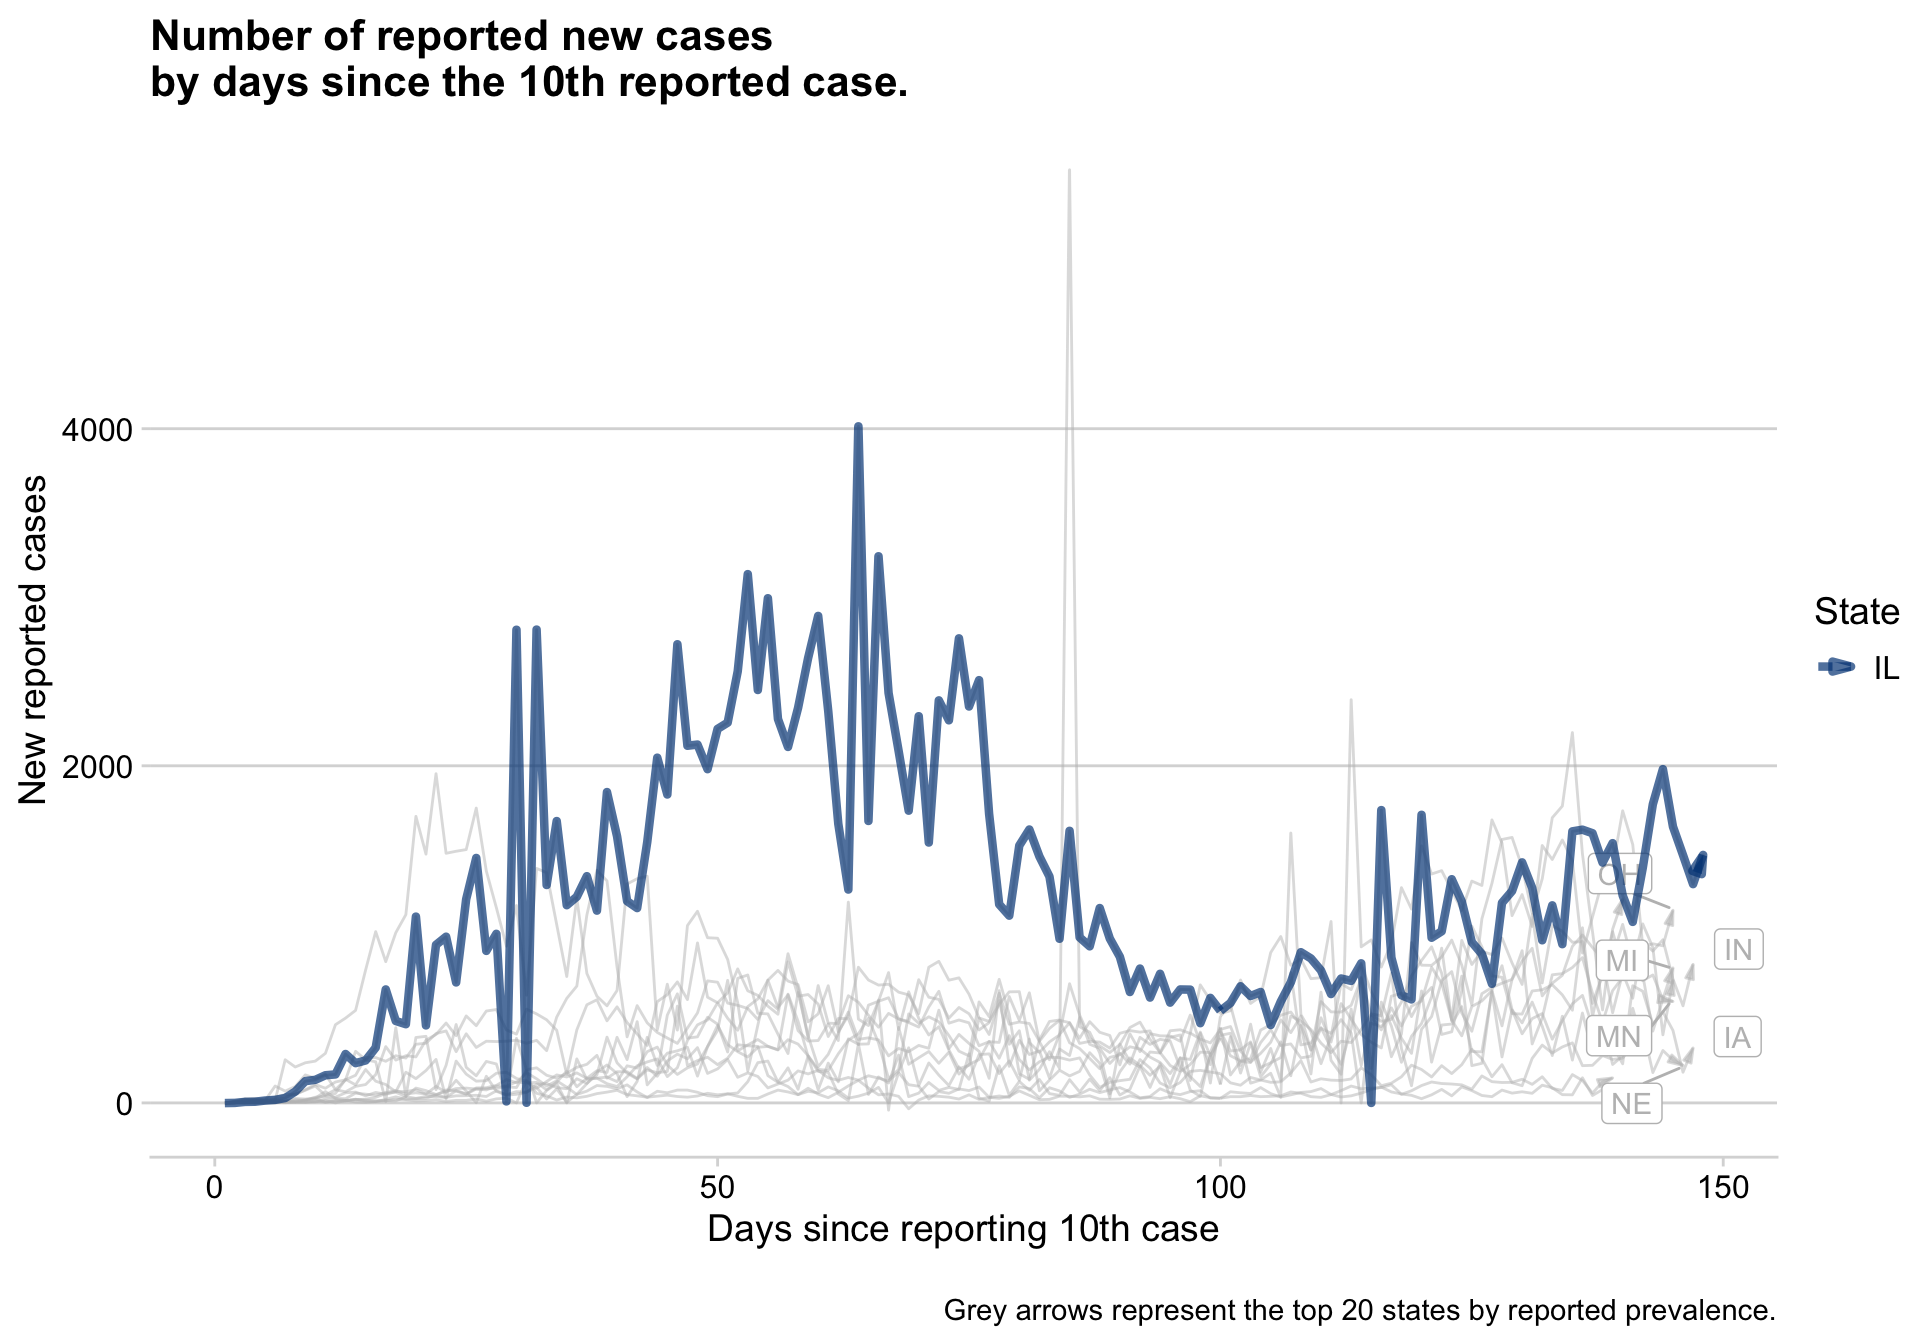 Number of reported new cases
by days since the 10th reported case.
New reported cases
4000
2000
0
OH
MI
IN
MN
IA
NE
State
IL
0
50
100
150
Days since reporting 10th case
Grey arrows represent the top 20 states by reported prevalence.